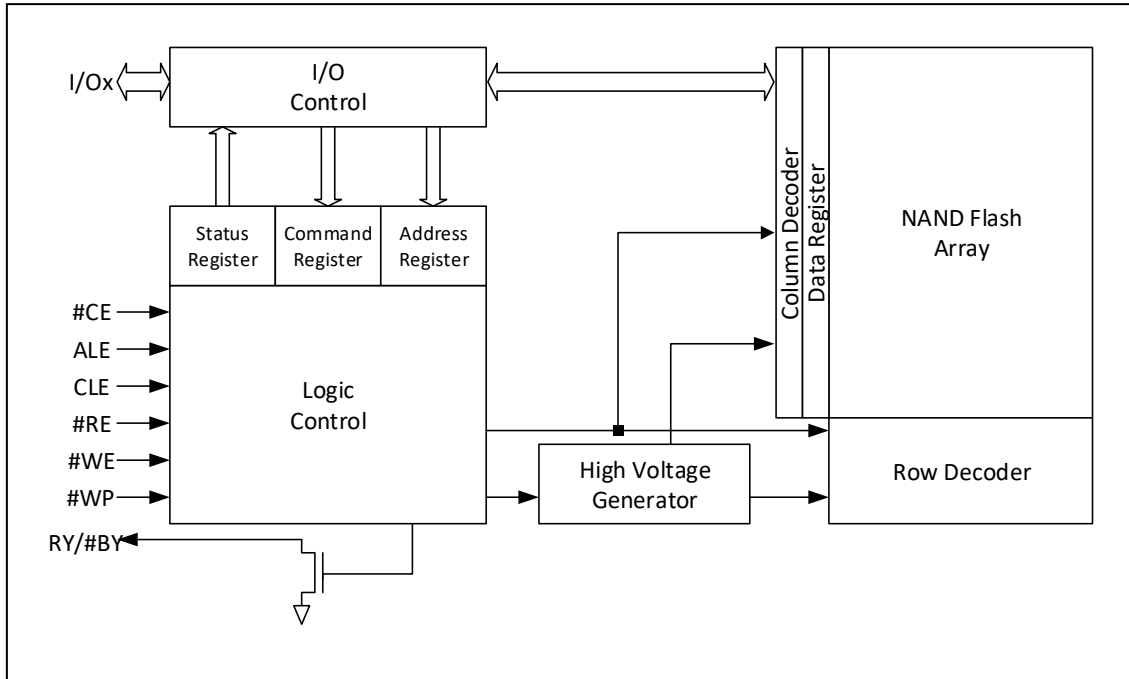 I/Ox
I/O
Control
Status
Register
Command
Register
Address
Register
#CE
ALE
CLE
#RE
#WE
#WP
RY/#BY
Logic
Control
High Voltage
Generator
Column Decoder
Data Register
NAND Flash
Array
Row Decoder